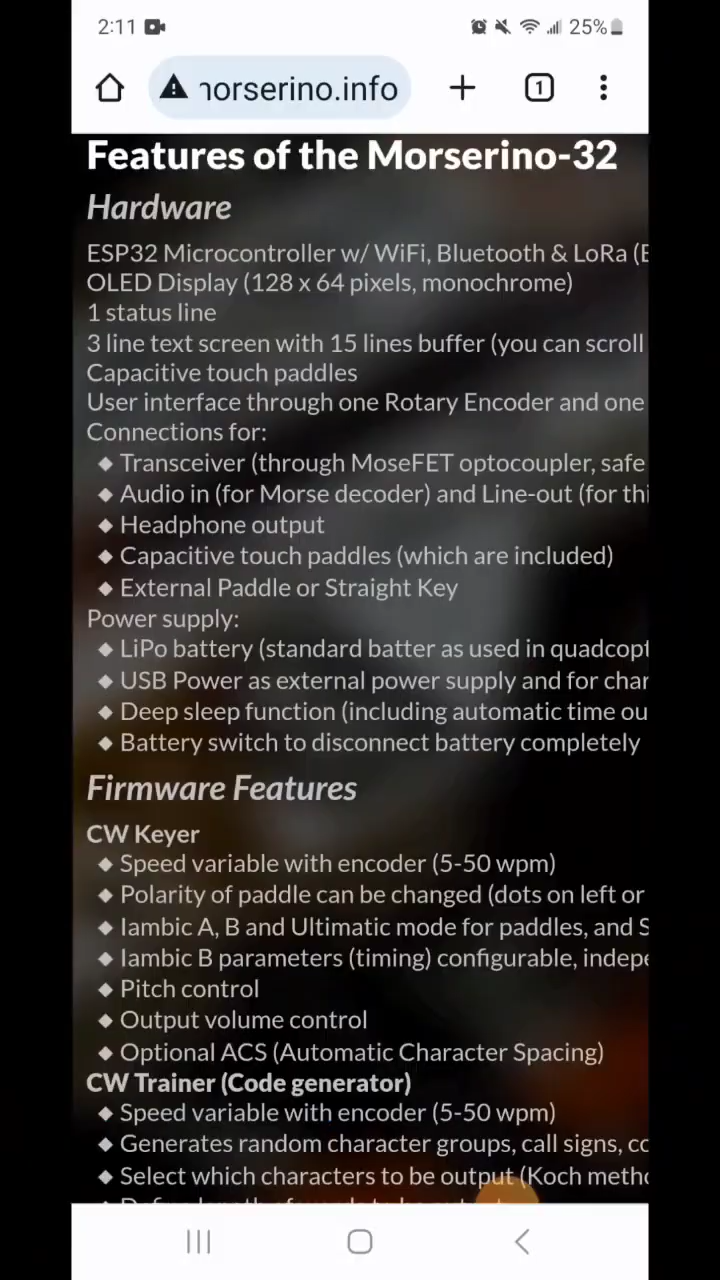 2:11
25%
norserino.info
1
Features of the Morserino-32
Hardware
ESP32 Microcontroller w/ WiFi, Bluetooth & LoRa (E
OLED Display (128 x 64 pixels, monochrome)
1 status line
3 line text screen with 15 lines buffer (you can scroll
Capacitive touch paddles
User interface through one Rotary Encoder and one
Connections for:
◆ Transceiver (through MoseFET optocoupler, safe
◆ Audio in (for Morse decoder) and Line-out (for thi
◆ Headphone output
◆ Capacitive touch paddles (which are included)
◆ External Paddle or Straight Key
Power supply:
◆ LiPo battery (standard batter as used in quadcopt
◆ USB Power as external power supply and for char
◆ Deep sleep function (including automatic time ou
◆ Battery switch to disconnect battery completely
Firmware Features
CW Keyer
◆ Speed variable with encoder (5-50 wpm)
◆ Polarity of paddle can be changed (dots on left or
◆ Iambic A, B and Ultimatic mode for paddles, and S
◆ Iambic B parameters (timing) configurable, indepe
◆ Pitch control
◆ Output volume control
◆ Optional ACS (Automatic Character Spacing)
CW Trainer (Code generator)
◆ Speed variable with encoder (5-50 wpm)
◆ Generates random character groups, call signs, co
◆ Select which characters to be output (Koch metho